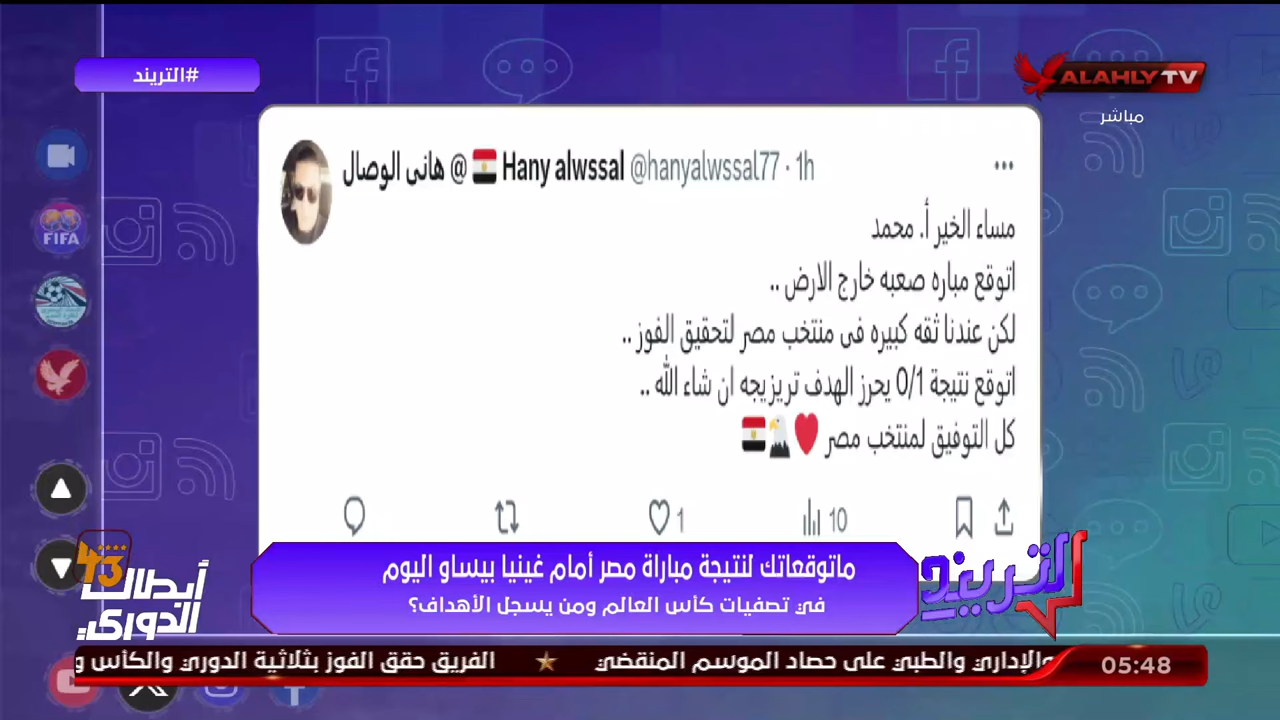 #التريند
ALAHLY TV
مباشر
هانى الوصال @ Hany alwssal @hanyalwssal77 · 1h
مساء الخير أ. محمد
اتوقع مباره صعبه خارج الارض ..
لكن عندنا ثقه كبيره فى منتخب مصر لتحقيق الفوز ..
اتوقع نتيجة 0/1 يحرز الهدف تريزيجه ان شاء الله ..
كل التوفيق لمنتخب مصر ❤️🦅🇪🇬
1
10
FIFA
ماتوقعاتك لنتيجة مباراة مصر أمام غينيا بيساو اليوم
في تصفيات كأس العالم ومن يسجل الأهداف؟
التريند
43
أبطال الدوري
والإداري والطبي على حصاد الموسم المنقضي ★ الفريق حقق الفوز بثلاثية الدوري والكأس و
05:48